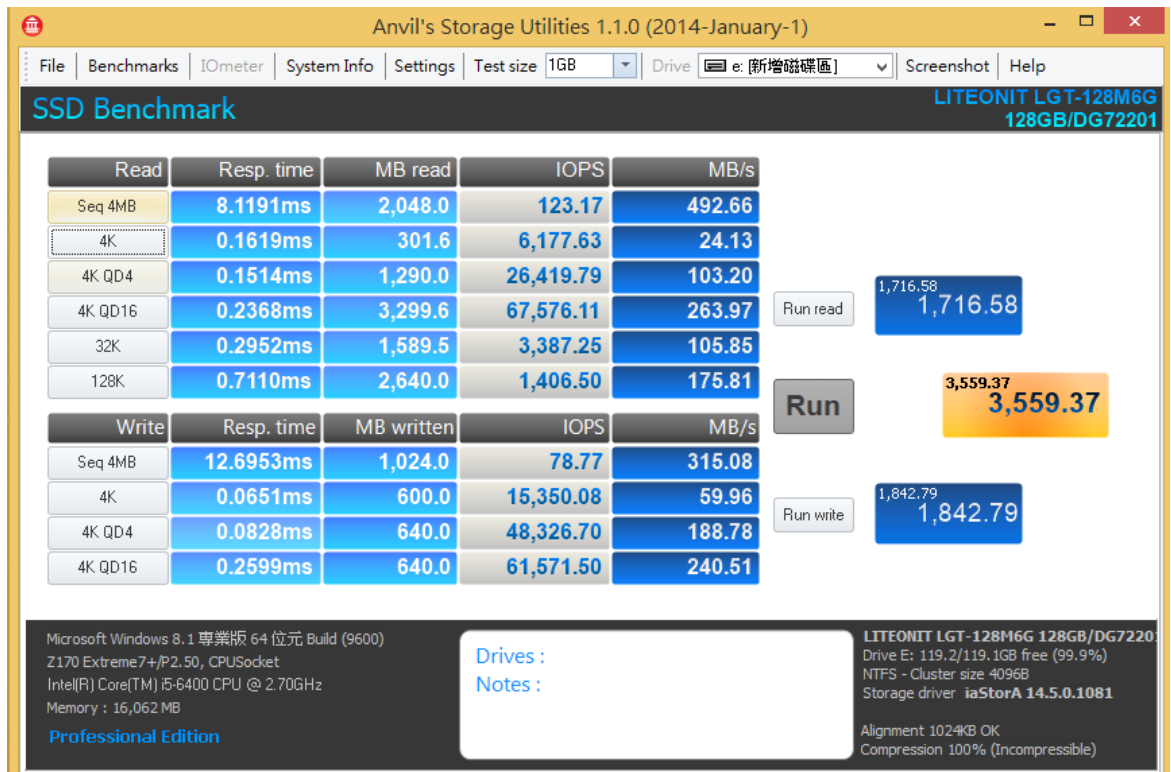 Anvil's Storage Utilities 1.1.0 (2014-January-1)
File Benchmarks IOmeter System Info Settings Test size 1GB Drive e: [新增磁碟區] Screenshot Help
SSD Benchmark
LITEONIT LGT-128M6G
128GB/DG72201
Read Resp. time MB read IOPS MB/s
Seq 4MB 8.1191ms 2,048.0 123.17 492.66
4K 0.1619ms 301.6 6,177.63 24.13
4K QD4 0.1514ms 1,290.0 26,419.79 103.20
4K QD16 0.2368ms 3,299.6 67,576.11 263.97
32K 0.2952ms 1,589.5 3,387.25 105.85
128K 0.7110ms 2,640.0 1,406.50 175.81
Run read
1,716.58
1,716.58
Run
3,559.37
3,559.37
Write Resp. time MB written IOPS MB/s
Seq 4MB 12.6953ms 1,024.0 78.77 315.08
4K 0.0651ms 600.0 15,350.08 59.96
4K QD4 0.0828ms 640.0 48,326.70 188.78
4K QD16 0.2599ms 640.0 61,571.50 240.51
Run write
1,842.79
1,842.79
Microsoft Windows 8.1 專業版 64 位元 Build (9600)
Z170 Extreme7+/P2.50, CPUSocket
Intel(R) Core(TM) i5-6400 CPU @ 2.70GHz
Memory : 16,062 MB
Professional Edition
Drives :
Notes :
LITEONIT LGT-128M6G 128GB/DG7220
Drive E: 119.2/119.1GB free (99.9%)
NTFS - Cluster size 4096B
Storage driver iaStorA 14.5.0.1081
Alignment 1024KB OK
Compression 100% (Incompressible)